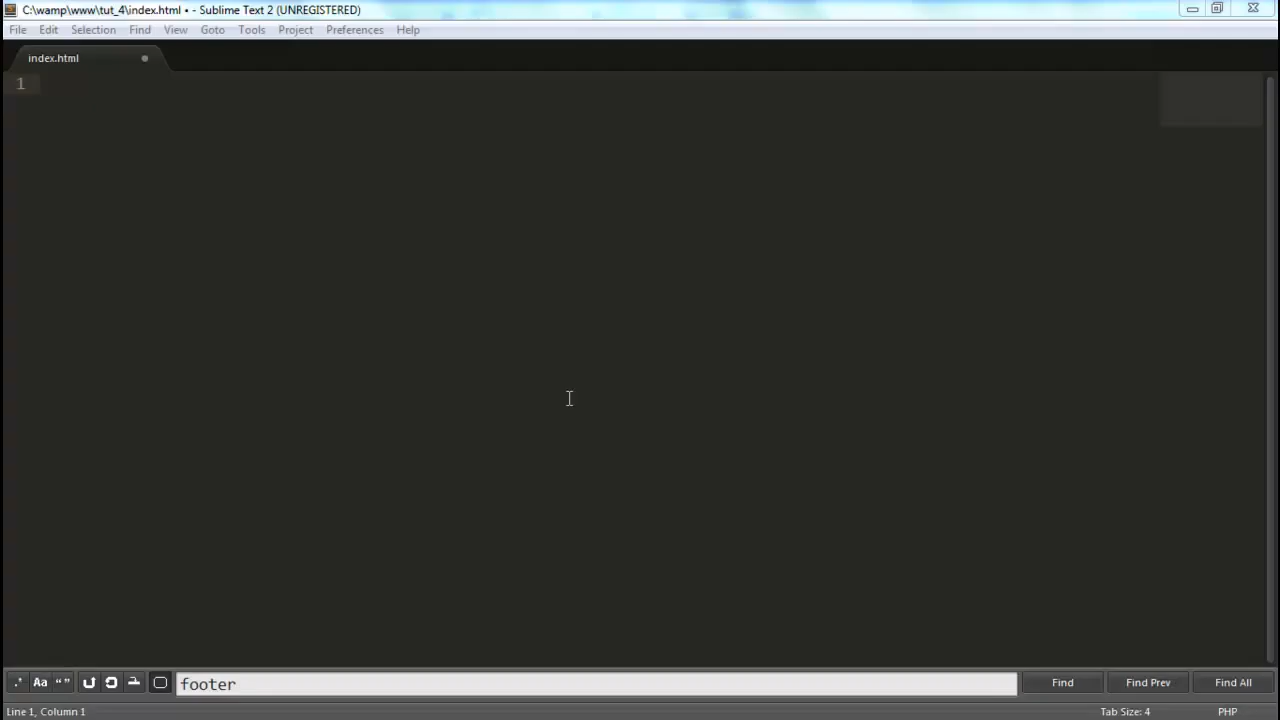 C:\wamp\www\tut_4\index.html • - Sublime Text 2 (UNREGISTERED)
File Edit Selection Find View Goto Tools Project Preferences Help
index.html
1
.* Aa “ ” footer Find Find Prev Find All
Line 1, Column 1 Tab Size: 4 PHP